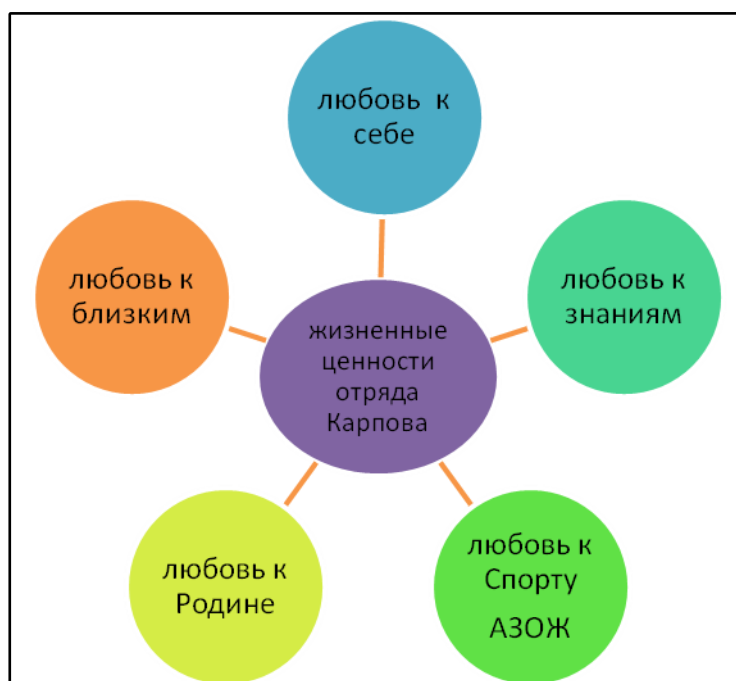 любовь к
себе
любовь к
близким
любовь к
знаниям
жизненные
ценности
отряда
Карпова
любовь к
Родине
любовь к
Спорту
АЗОЖ